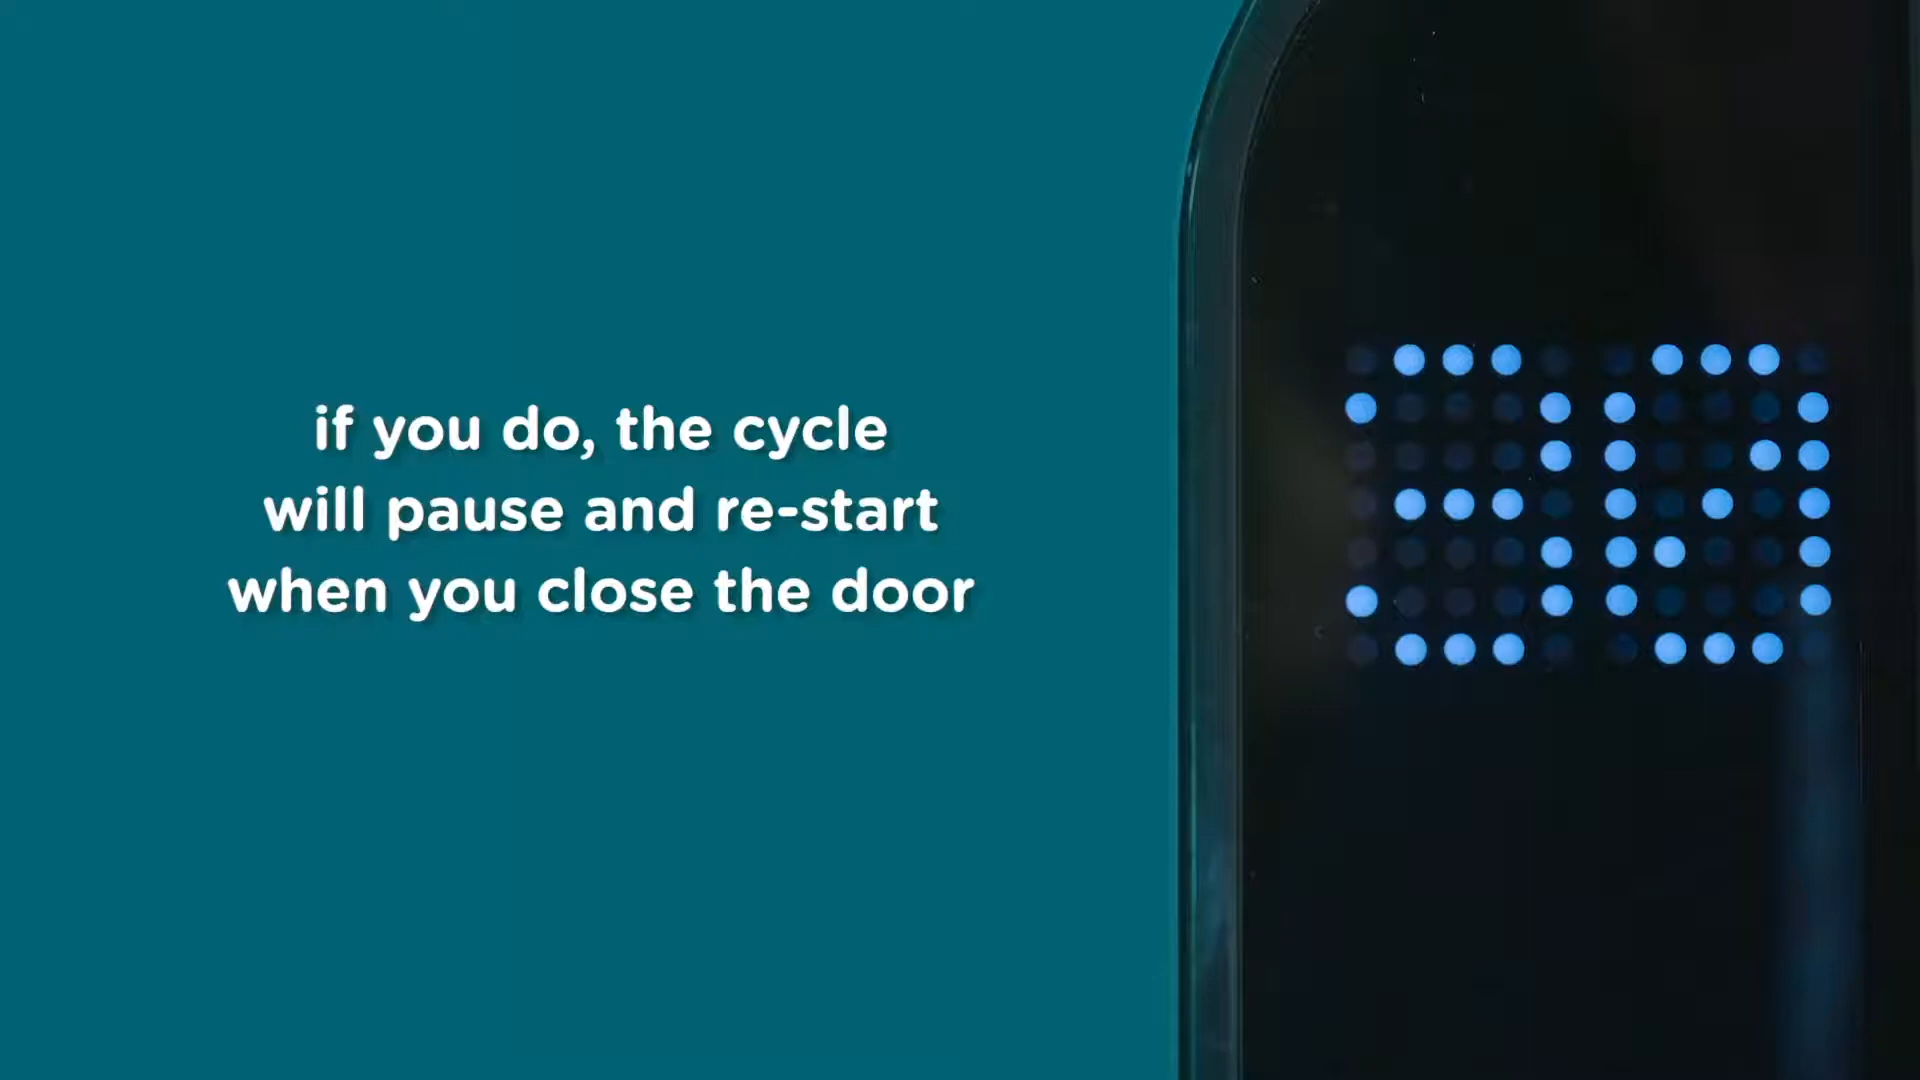 if you do, the cycle
will pause and re-start
when you close the door
30